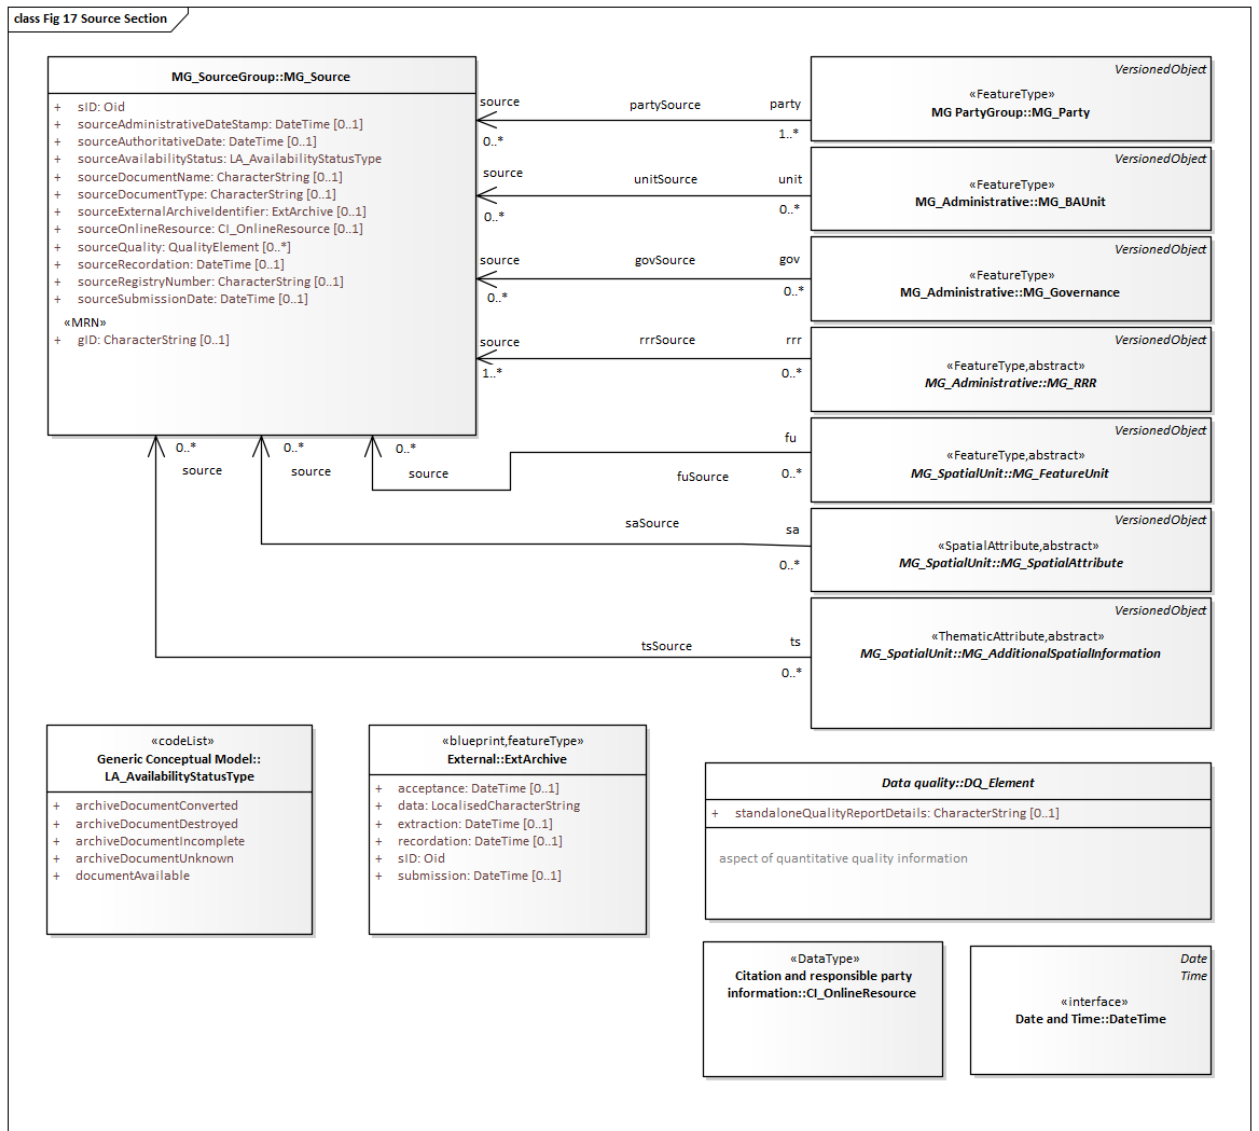 class Fig 17 Source Section
MG_SourceGroup::MG_Source
+ sID: Oid
+ sourceAdministrativeDateStamp: DateTime [0..1]
+ sourceAuthoritativeDate: DateTime [0..1]
+ sourceAvailabilityStatus: LA_AvailabilityStatusType
+ sourceDocumentName: CharacterString [0..1]
+ sourceDocumentType: CharacterString [0..1]
+ sourceExternalArchiveIdentifier: ExtArchive [0..1]
+ sourceOnlineResource: CI_OnlineResource [0..1]
+ sourceQuality: QualityElement [0..*]
+ sourceRecordation: DateTime [0..1]
+ sourceRegistryNumber: CharacterString [0..1]
+ sourceSubmissionDate: DateTime [0..1]
«MRN»
+ gID: CharacterString [0..1]
source partySource party
0..* 1..*
VersionedObject
«FeatureType»
MG PartyGroup::MG_Party
source unitSource unit
0..* 0..*
VersionedObject
«FeatureType»
MG_Administrative::MG_BAUnit
source govSource gov
0..* 0..*
VersionedObject
«FeatureType»
MG_Administrative::MG_Governance
source rrrSource rrr
1..* 0..*
VersionedObject
«FeatureType,abstract»
MG_Administrative::MG_RRR
0..* 0..* 0..*
source source source
fu
fuSource 0..*
VersionedObject
«FeatureType,abstract»
MG_SpatialUnit::MG_FeatureUnit
saSource sa
0..*
VersionedObject
«SpatialAttribute,abstract»
MG_SpatialUnit::MG_SpatialAttribute
tsSource ts
0..*
VersionedObject
«ThematicAttribute,abstract»
MG_SpatialUnit::MG_AdditionalSpatialInformation
«codeList»
Generic Conceptual Model::
LA_AvailabilityStatusType
+ archiveDocumentConverted
+ archiveDocumentDestroyed
+ archiveDocumentIncomplete
+ archiveDocumentUnknown
+ documentAvailable
«blueprint,featureType»
External::ExtArchive
+ acceptance: DateTime [0..1]
+ data: LocalisedCharacterString
+ extraction: DateTime [0..1]
+ recordation: DateTime [0..1]
+ sID: Oid
+ submission: DateTime [0..1]
Data quality::DQ_Element
+ standaloneQualityReportDetails: CharacterString [0..1]
aspect of quantitative quality information
«DataType»
Citation and responsible party
information::CI_OnlineResource
Date
Time
«interface»
Date and Time::DateTime